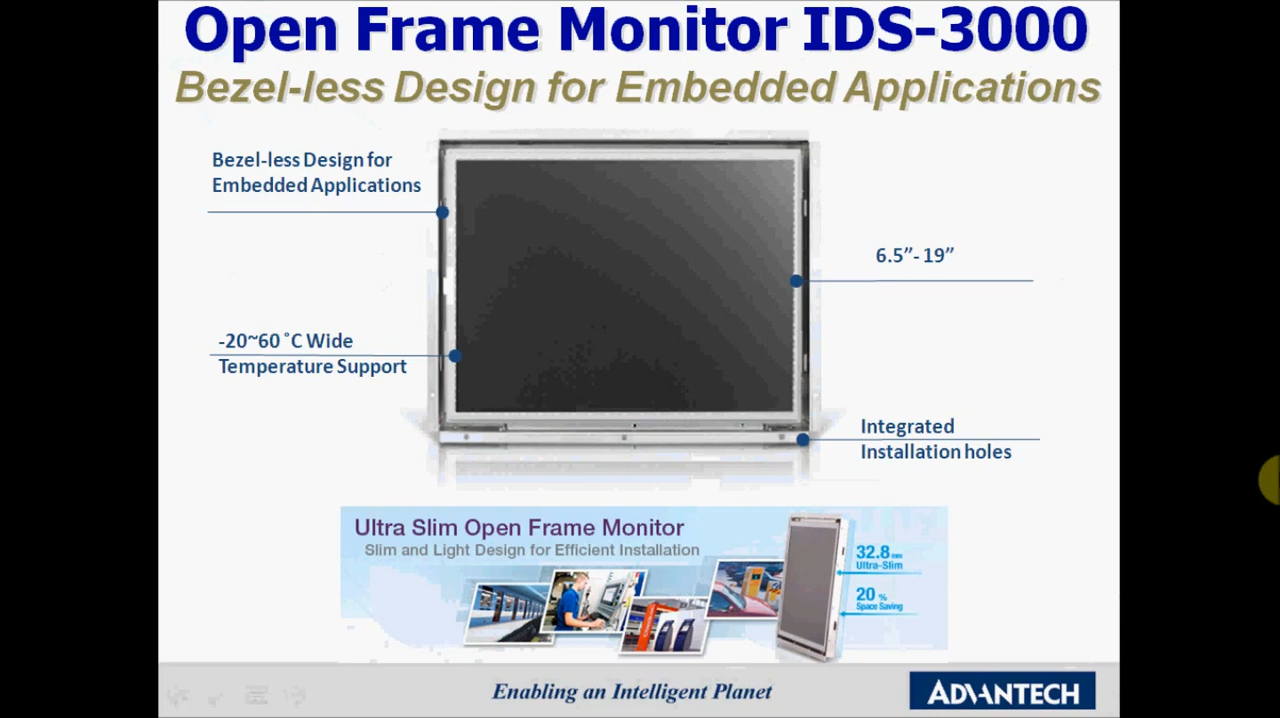 Open Frame Monitor IDS-3000
Bezel-less Design for Embedded Applications
Bezel-less Design for
Embedded Applications
6.5”- 19”
-20~60 ˚C Wide
Temperature Support
Integrated
Installation holes
Ultra Slim Open Frame Monitor
Slim and Light Design for Efficient Installation
32.8 mm
Ultra-Slim
20 %
Space Saving
Enabling an Intelligent Planet
ADVANTECH